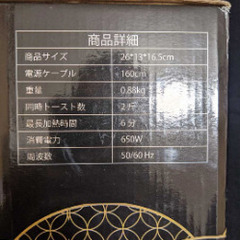 商品詳細
商品サイズ 26*13*16.5cm
電源ケーブル 160cm
重量 0.88kg
同時トースト数 2斤
最長加熱時間 6分
消費電力 650W
周波数 50/60 Hz